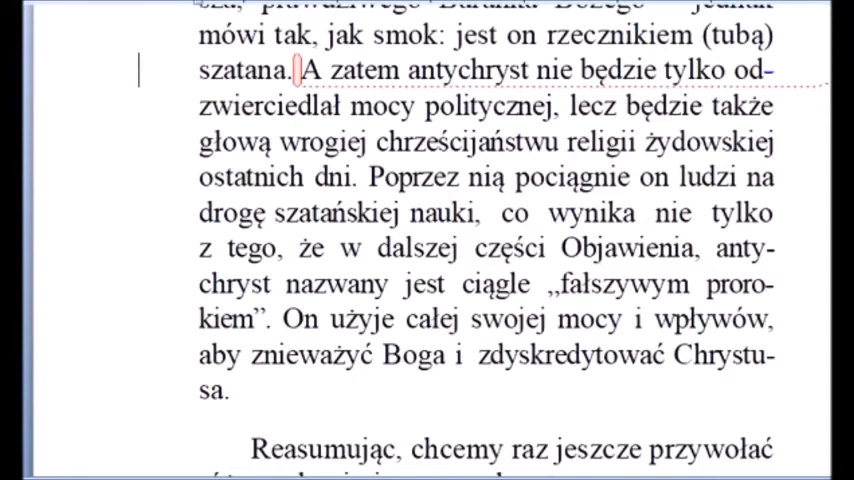 mówi tak, jak smok: jest on rzecznikiem (tubą)
szatana. A zatem antychryst nie będzie tylko od-
zwierciedlał mocy politycznej, lecz będzie także
głową wrogiej chrześcijaństwu religii żydowskiej
ostatnich dni. Poprzez nią pociągnie on ludzi na
drogę szatańskiej nauki, co wynika nie tylko
z tego, że w dalszej części Objawienia, anty-
chryst nazwany jest ciągle „fałszywym proro-
kiem”. On użyje całej swojej mocy i wpływów,
aby znieważyć Boga i zdyskredytować Chrystu-
sa.
Reasumując, chcemy raz jeszcze przywołać